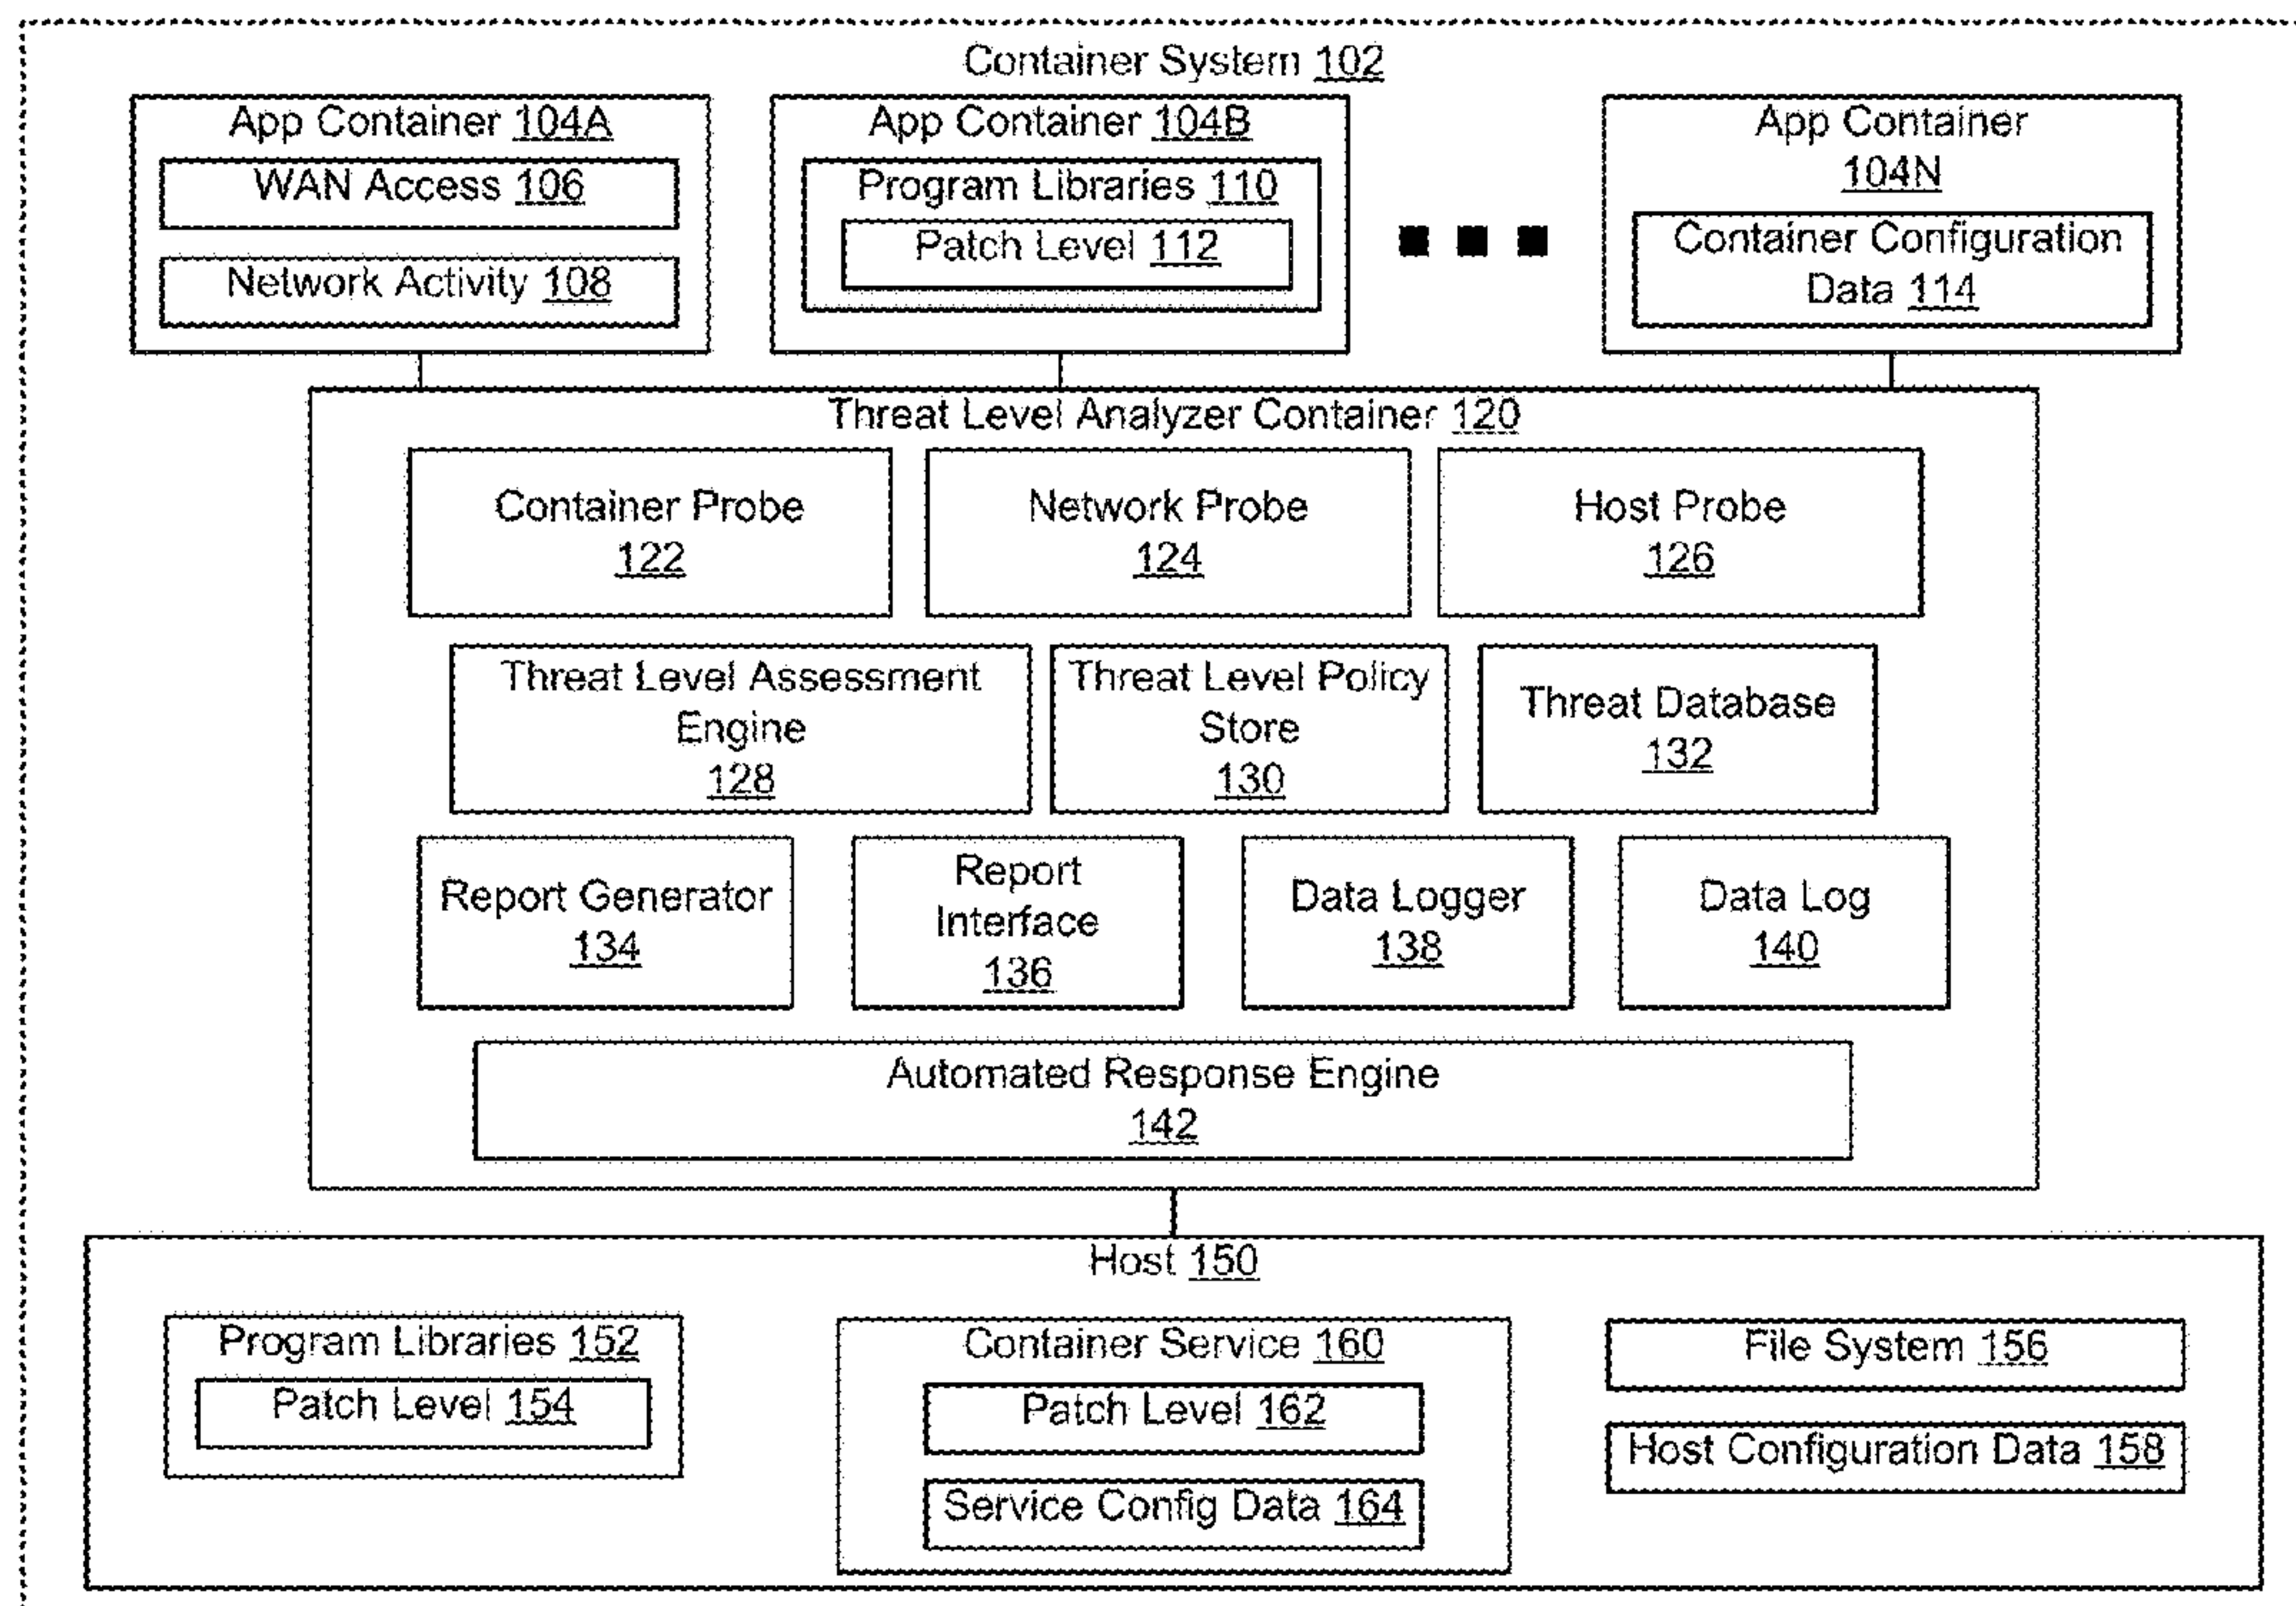 Container System 102
App Container 104A
WAN Access 106
Network Activity 108
App Container 104B
Program Libraries 110
Patch Level 112
App Container
104N
Container Configuration
Data 114
Threat Level Analyzer Container 120
Container Probe
122
Network Probe
124
Host Probe
126
Threat Level Assessment
Engine
128
Threat Level Policy
Store
130
Threat Database
132
Report Generator
134
Report
Interface
136
Data Logger
138
Data Log
140
Automated Response Engine
142
Host 150
Program Libraries 152
Patch Level 154
Container Service 160
Patch Level 162
Service Config Data 164
File System 156
Host Configuration Data 158